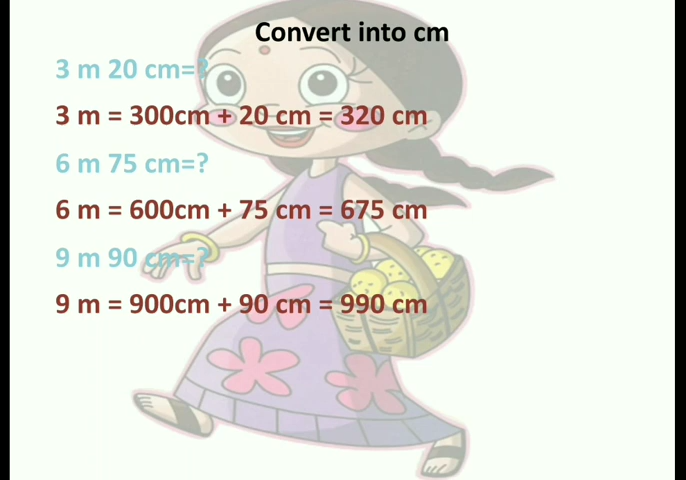 Convert into cm
3 m 20 cm=?
3 m = 300cm + 20 cm = 320 cm
6 m 75 cm=?
6 m = 600cm + 75 cm = 675 cm
9 m 90 cm=?
9 m = 900cm + 90 cm = 990 cm